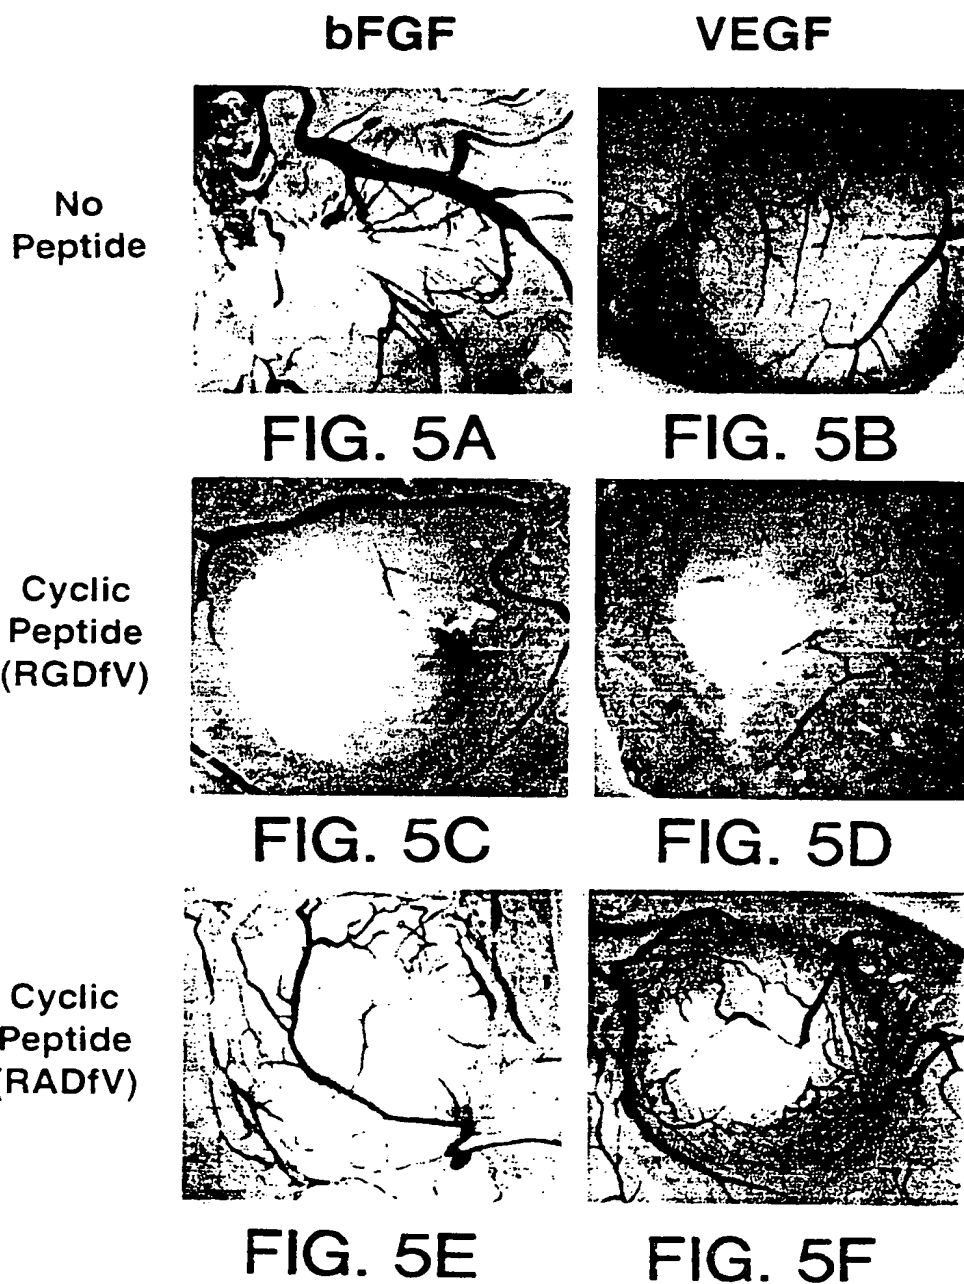 bFGF
VEGF
No
Peptide
FIG. 5A
FIG. 5B
Cyclic
Peptide
(RGDfV)
FIG. 5C
FIG. 5D
Cyclic
Peptide
(RADfV)
FIG. 5E
FIG. 5F